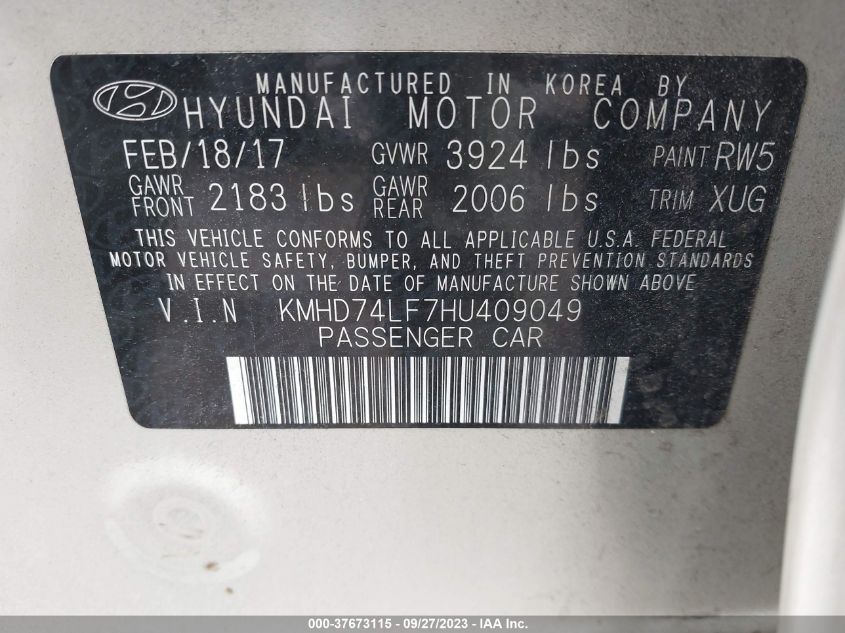 MANUFACTURED IN KOREA BY
HYUNDAI MOTOR COMPANY
FEB/18/17 GVWR 3924 lbs PAINT RW5
GAWR FRONT 2183 lbs GAWR REAR 2006 lbs TRIM XUG
THIS VEHICLE CONFORMS TO ALL APPLICABLE U.S.A. FEDERAL
MOTOR VEHICLE SAFETY, BUMPER, AND THEFT PREVENTION STANDARDS
IN EFFECT ON THE DATE OF MANUFACTURE SHOWN ABOVE
V.I.N KMHD74LF7HU409049
PASSENGER CAR
000-37673115 - 09/27/2023 - IAA Inc.